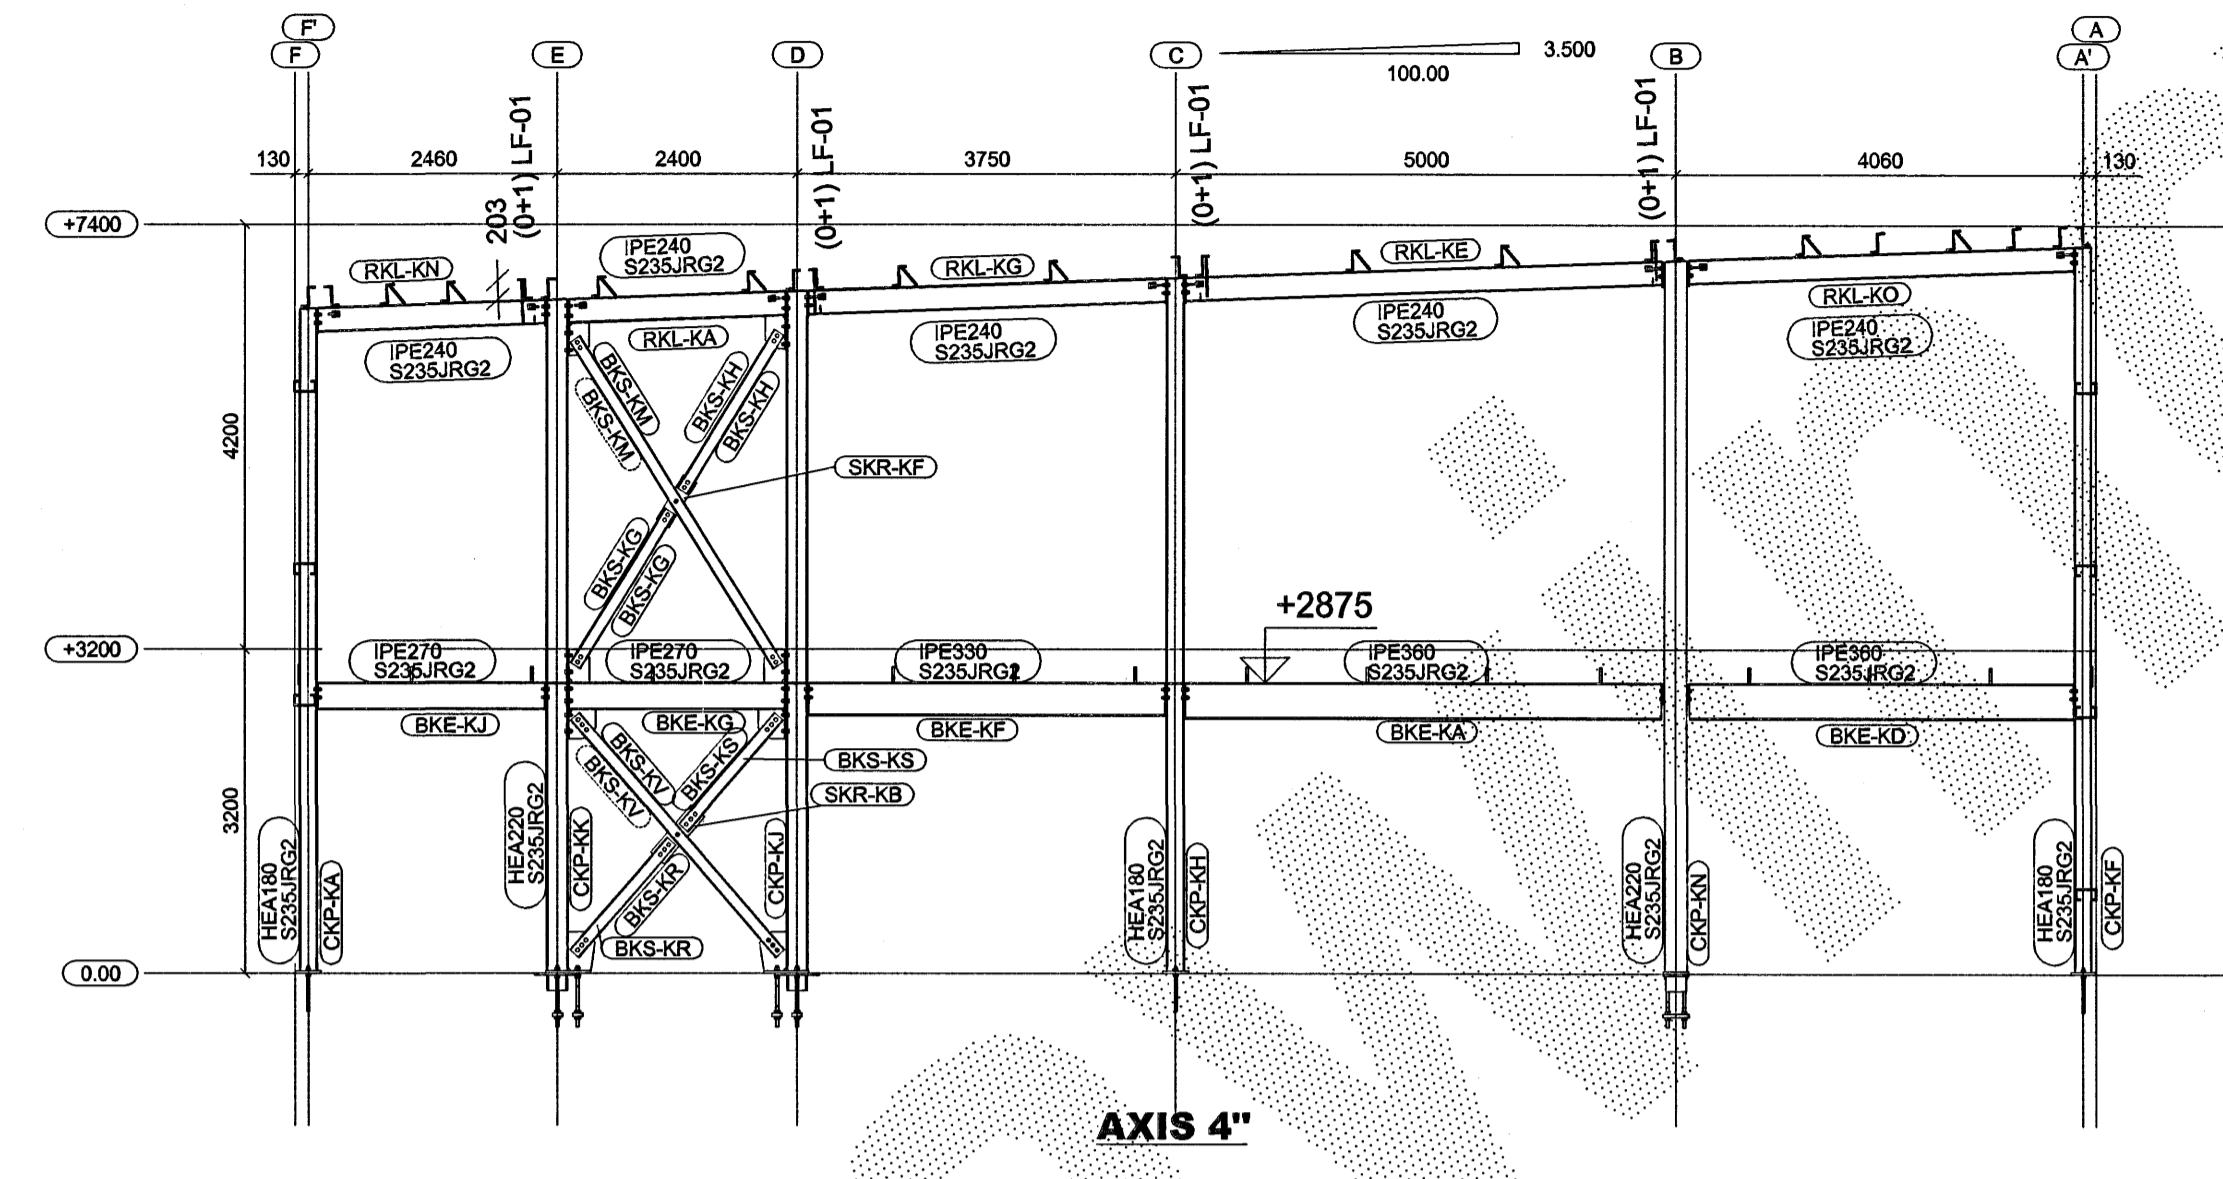 F'
F
E
D
C
B
A
A'
3.500
100.00
130
2460
2400
3750
5000
4060
130
203
(0+1) LF-01
(0+1) LF-01
(0+1) LF-01
(0+1) LF-01
+7400
RKL-KN
IPE240
S235JRG2
RKL-KG
RKL-KE
IPE240
S235JRG2
RKL-KA
IPE240
S235JRG2
IPE240
S235JRG2
RKL-KO
IPE240
S235JRG2
BKS-KM
BKS-KM
BKS-KH
BKS-KH
4200
SKR-KF
BKS-KG
BKS-KG
+2875
+3200
IPE270
S235JRG2
IPE270
S235JRG2
IPE330
S235JRG2
IPE360
S235JRG2
IPE360
S235JRG2
BKE-KJ
BKE-KG
BKE-KF
BKE-KA
BKE-KD
BKS-KV
BKS-KV
BKS-KS
BKS-KS
SKR-KB
3200
HEA180
S235JRG2
CKP-KA
HEA220
S235JRG2
CKP-KK
BKS-KR
BKS-KR
CKP-KJ
HEA180
S235JRG2
CKP-KH
HEA220
S235JRG2
CKP-KN
HEA180
S235JRG2
CKP-KF
0.00
AXIS 4"